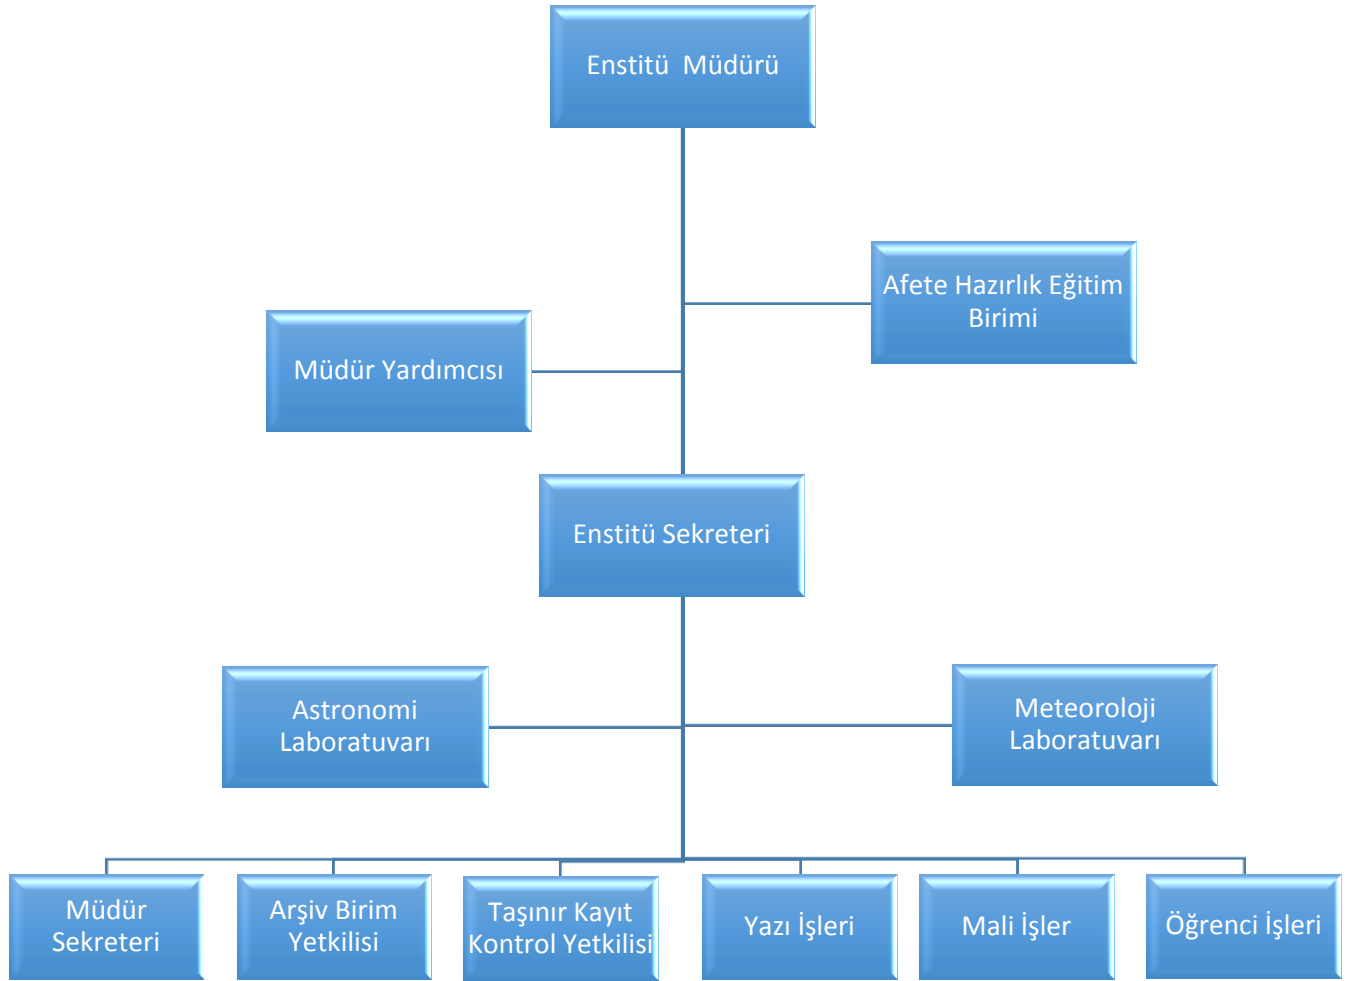 Enstitü  Müdürü
Afete Hazırlık Eğitim
Birimi
Müdür Yardımcısı
Enstitü Sekreteri
Astronomi
Laboratuvarı
Meteoroloji
Laboratuvarı
Müdür
Sekreteri
Arşiv Birim
Yetkilisi
Taşınır Kayıt
Kontrol Yetkilisi
Yazı İşleri
Mali İşler
Öğrenci İşleri